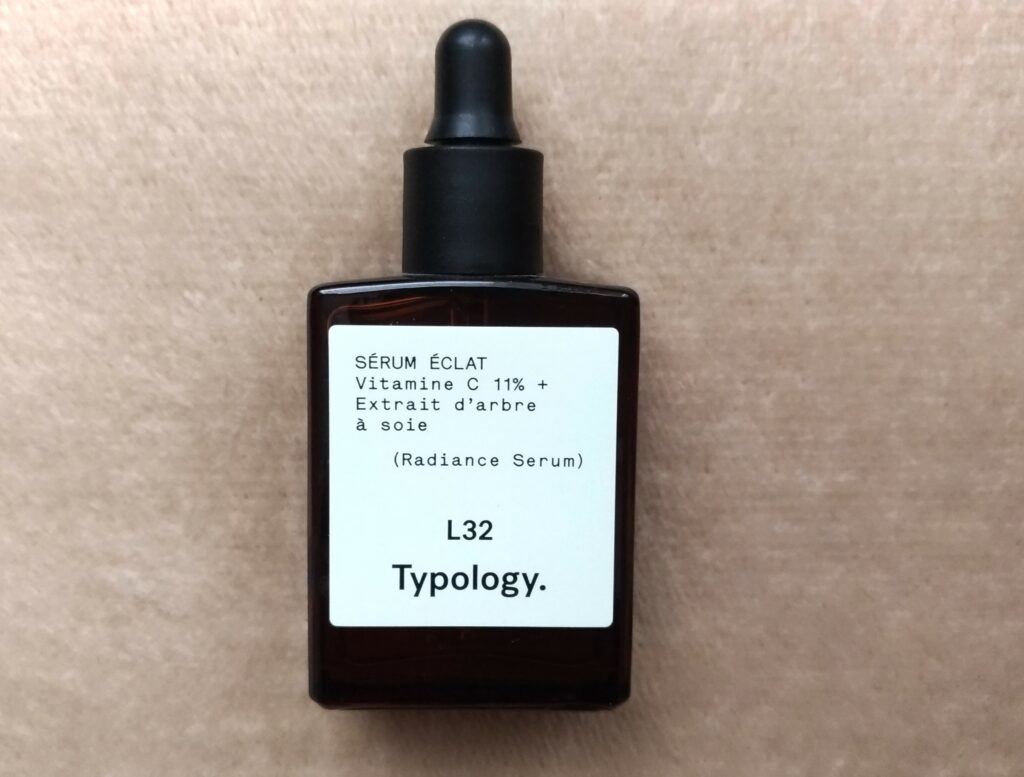 SÉRUM ÉCLAT
Vitamine C 11% +
Extrait d’arbre
à soie
(Radiance Serum)
L32
Typology.